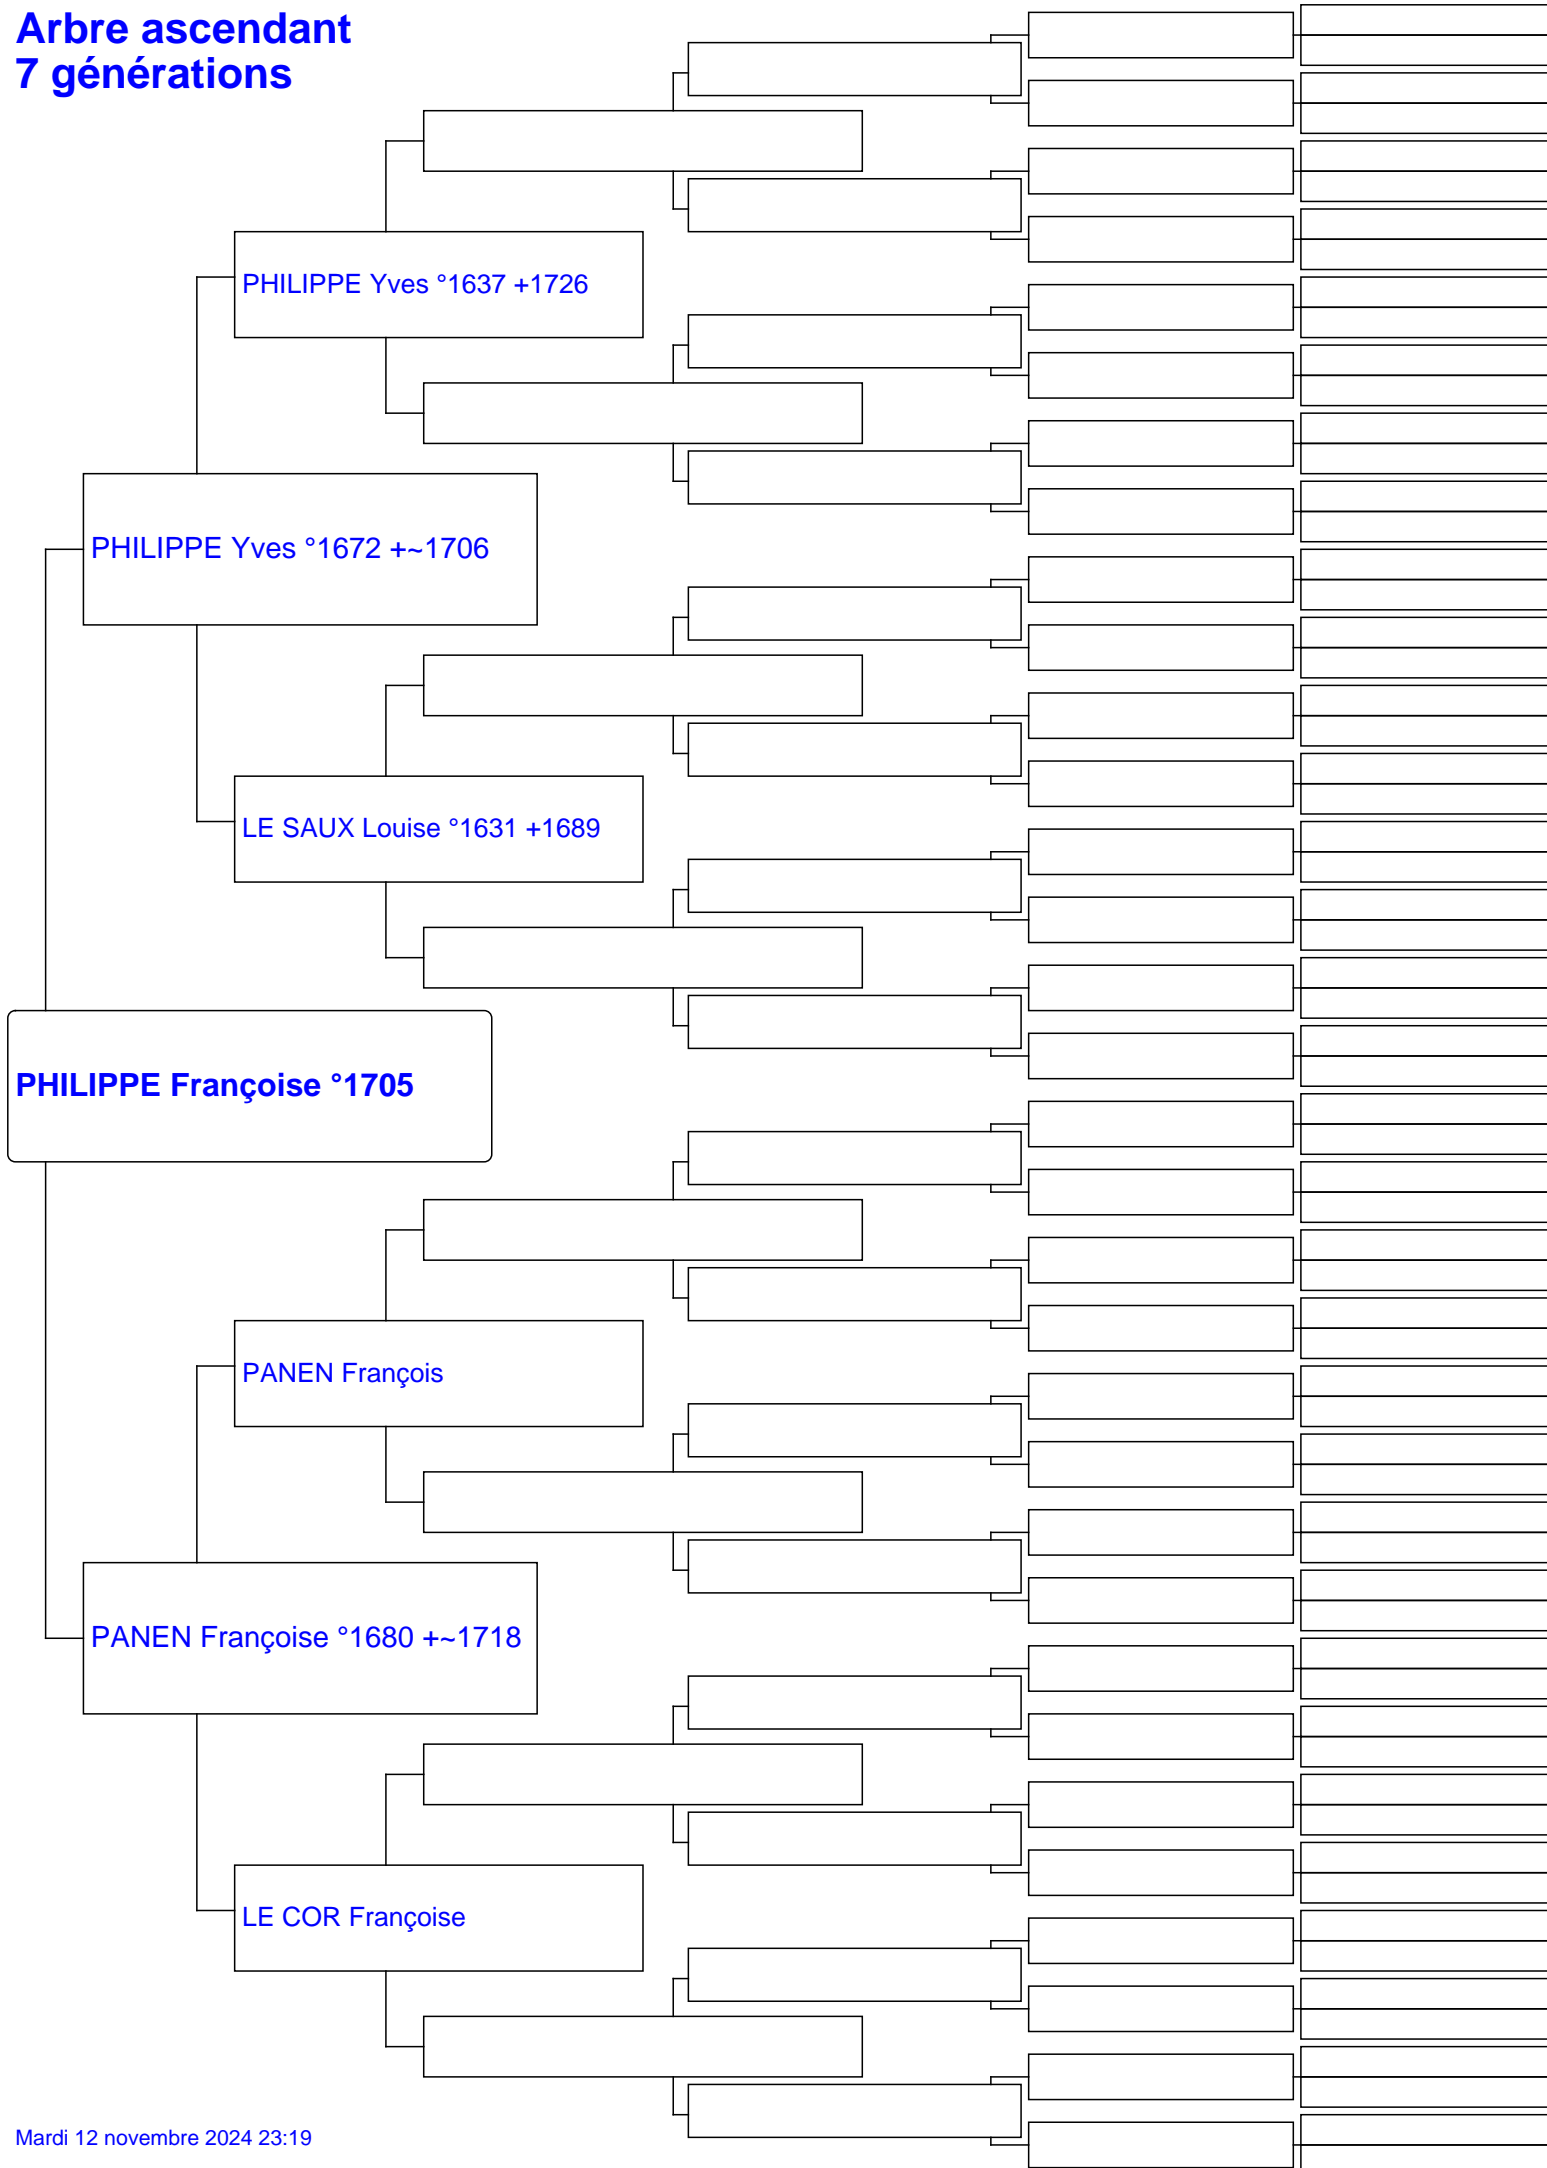 Arbre ascendant
7 générations
PHILIPPE Yves °1637 +1726
PHILIPPE Yves °1672 +~1706
LE SAUX Louise °1631 +1689
PHILIPPE Françoise °1705
PANEN François
PANEN Françoise °1680 +~1718
LE COR Françoise
Mardi 12 novembre 2024 23:19